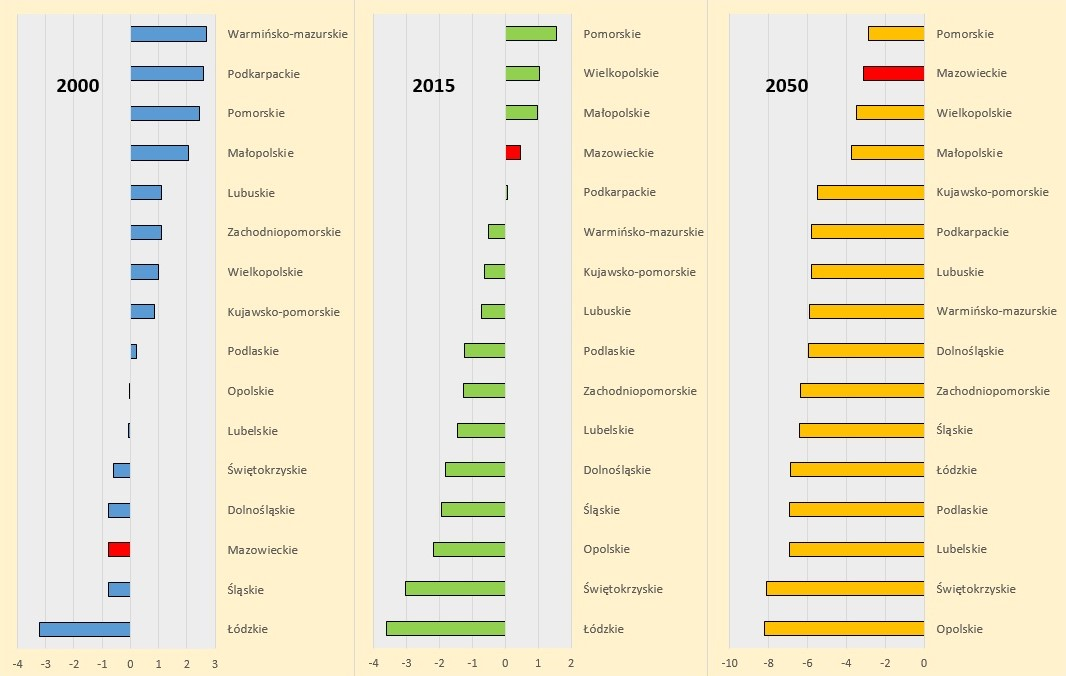 2000
Warmińsko-mazurskie
Podkarpackie
Pomorskie
Małopolskie
Lubuskie
Zachodniopomorskie
Wielkopolskie
Kujawsko-pomorskie
Podlaskie
Opolskie
Lubelskie
Świętokrzyskie
Dolnośląskie
Mazowieckie
Śląskie
Łódzkie
-4 -3 -2 -1 0 1 2 3
2015
Pomorskie
Wielkopolskie
Małopolskie
Mazowieckie
Podkarpackie
Warmińsko-mazurskie
Kujawsko-pomorskie
Lubuskie
Podlaskie
Zachodniopomorskie
Lubelskie
Dolnośląskie
Śląskie
Opolskie
Świętokrzyskie
Łódzkie
-4 -3 -2 -1 0 1 2
2050
Pomorskie
Mazowieckie
Wielkopolskie
Małopolskie
Kujawsko-pomorskie
Podkarpackie
Lubuskie
Warmińsko-mazurskie
Dolnośląskie
Zachodniopomorskie
Śląskie
Łódzkie
Podlaskie
Lubelskie
Świętokrzyskie
Opolskie
-10 -8 -6 -4 -2 0